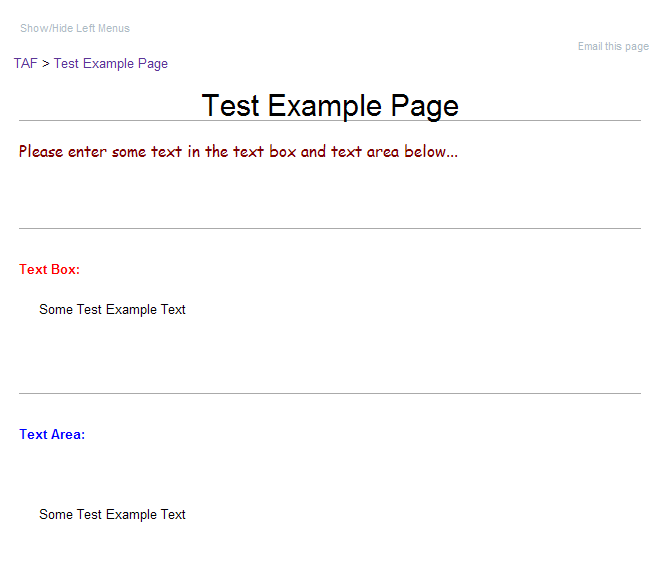 Show/Hide Left Menus
Email this page
TAF > Test Example Page
Test Example Page
Please enter some text in the text box and text area below...
Text Box:
Some Test Example Text
Text Area:
Some Test Example Text